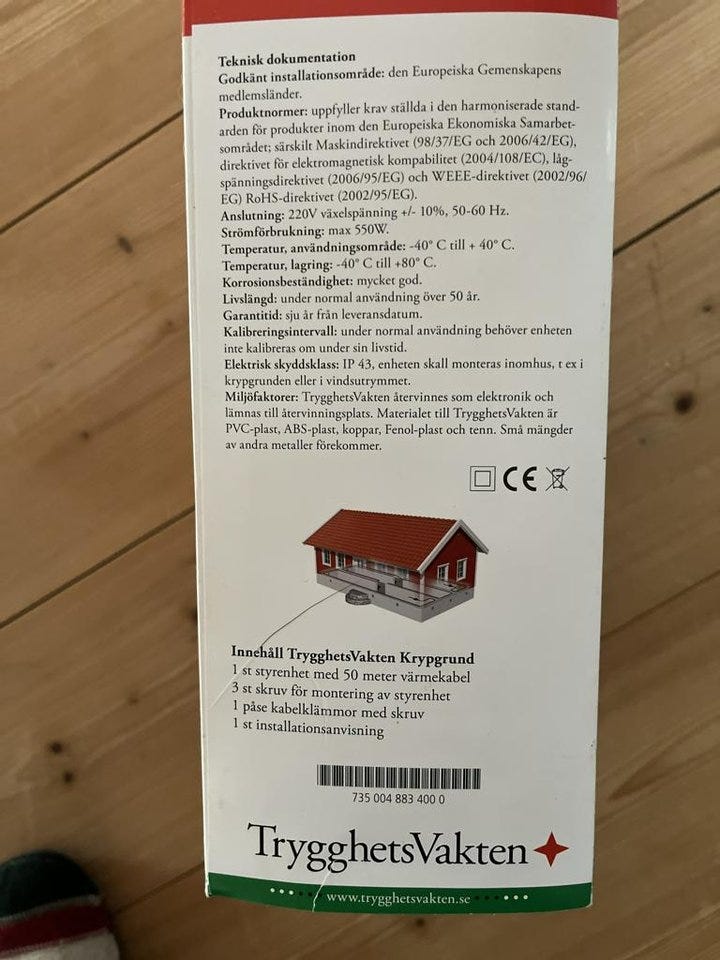 Teknisk dokumentation
Godkänt installationsområde: den Europeiska Gemenskapens
medlemsländer.
Produktnormer: uppfyller krav ställda i den harmoniserade stand-
arden för produkter inom den Europeiska Ekonomiska Samarbet-
sområdet; särskilt Maskindirektivet (98/37/EG och 2006/42/EG),
direktivet för elektromagnetisk kompabilitet (2004/108/EC), låg-
spänningsdirektivet (2006/95/EG) och WEEE-direktivet (2002/96/
EG) RoHS-direktivet (2002/95/EG).
Anslutning: 220V växelspänning +/- 10%, 50-60 Hz.
Strömförbrukning: max 550W.
Temperatur, användningsområde: -40° C till + 40° C.
Temperatur, lagring: -40° C till +80° C.
Korrosionsbeständighet: mycket god.
Livslängd: under normal användning över 50 år.
Garantitid: sju år från leveransdatum.
Kalibreringsintervall: under normal användning behöver enheten
inte kalibreras om under sin livstid.
Elektrisk skyddsklass: IP 43, enheten skall monteras inomhus, t ex i
krypgrunden eller i vindsutrymmet.
Miljöfaktorer: TrygghetsVakten återvinnes som elektronik och
lämnas till återvinningsplats. Materialet till TrygghetsVakten är
PVC-plast, ABS-plast, koppar, Fenol-plast och tenn. Små mängder
av andra metaller förekommer.
CE
Innehåll TrygghetsVakten Krypgrund
1 st styrenhet med 50 meter värmekabel
3 st skruv för montering av styrenhet
1 påse kabelklämmor med skruv
1 st installationsanvisning
735 004 883 400 0
TrygghetsVakten
www.trygghetsvakten.se